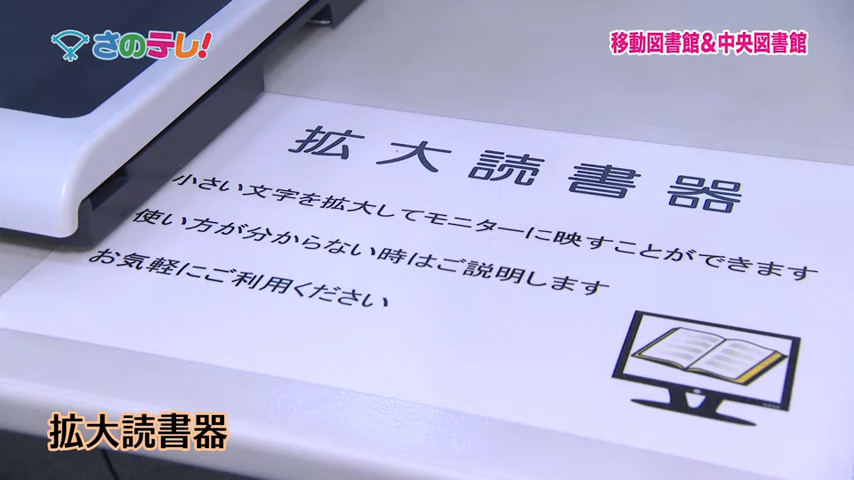 さのテレ!
移動図書館&中央図書館
拡大読書器
小さい文字を拡大してモニターに映すことができます
使い方が分からない時はご説明します
お気軽にご利用ください
拡大読書器